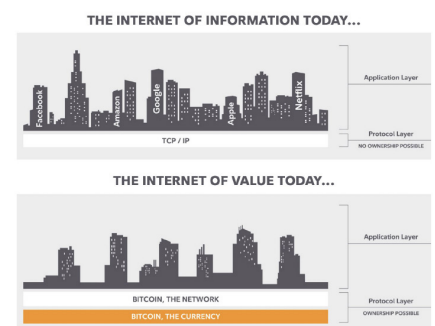 THE INTERNET OF INFORMATION TODAY...
Facebook
Amazon
Google
Apple
Netflix
Application Layer
TCP / IP
Protocol Layer
NO OWNERSHIP POSSIBLE
THE INTERNET OF VALUE TODAY...
Application Layer
BITCOIN, THE NETWORK
BITCOIN, THE CURRENCY
Protocol Layer
OWNERSHIP POSSIBLE